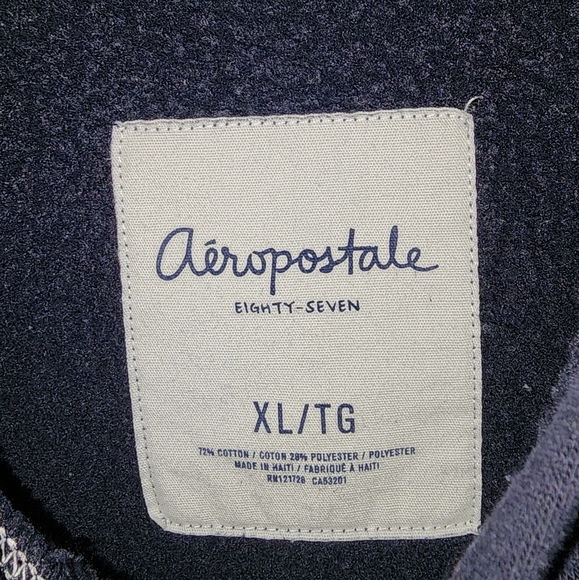 aéropostale
EIGHTY-SEVEN
XL/TG
72% COTTON / COTON 28% POLYESTER / POLYESTER
MADE IN HAITI / FABRIQUÉ À HAITI
RN121726 CA53201